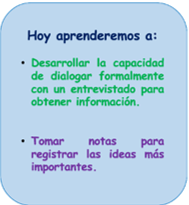 Hoy aprenderemos a:
• Desarrollar la capacidad
de dialogar formalmente
con un entrevistado para
obtener información.
• Tomar notas para
registrar las ideas más
importantes.